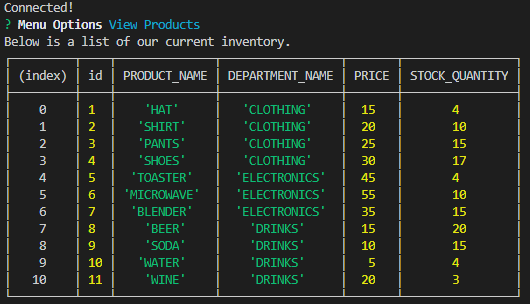 Connected!
? Menu Options View Products
Below is a list of our current inventory.
(index) id PRODUCT_NAME DEPARTMENT_NAME PRICE STOCK_QUANTITY
0 1 'HAT' 'CLOTHING' 15 4
1 2 'SHIRT' 'CLOTHING' 20 10
2 3 'PANTS' 'CLOTHING' 25 15
3 4 'SHOES' 'CLOTHING' 30 17
4 5 'TOASTER' 'ELECTRONICS' 45 4
5 6 'MICROWAVE' 'ELECTRONICS' 55 10
6 7 'BLENDER' 'ELECTRONICS' 35 15
7 8 'BEER' 'DRINKS' 15 20
8 9 'SODA' 'DRINKS' 10 15
9 10 'WATER' 'DRINKS' 5 4
10 11 'WINE' 'DRINKS' 20 3